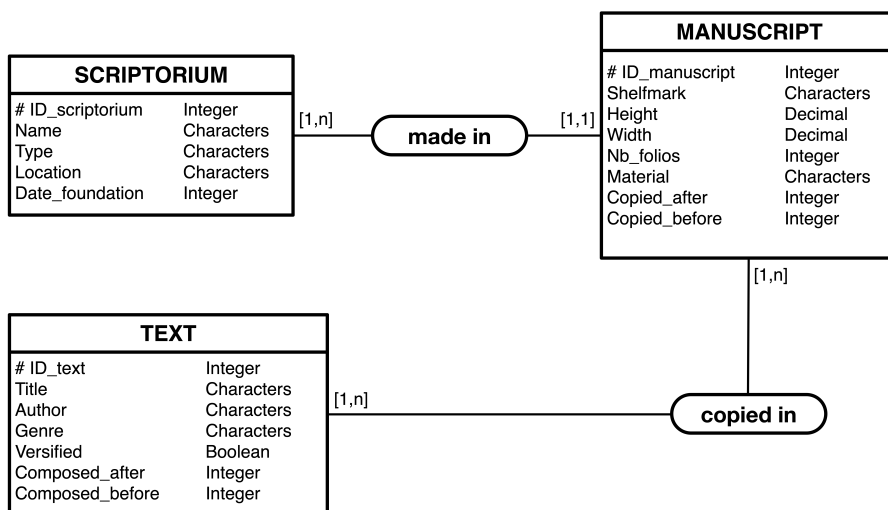 SCRIPTORIUM
# ID_scriptorium Integer
Name Characters
Type Characters
Location Characters
Date_foundation Integer
[1,n]
made in
[1,1]
MANUSCRIPT
# ID_manuscript Integer
Shelfmark Characters
Height Decimal
Width Decimal
Nb_folios Integer
Material Characters
Copied_after Integer
Copied_before Integer
[1,n]
TEXT
# ID_text Integer
Title Characters
Author Characters
Genre Characters
Versified Boolean
Composed_after Integer
Composed_before Integer
[1,n]
copied in